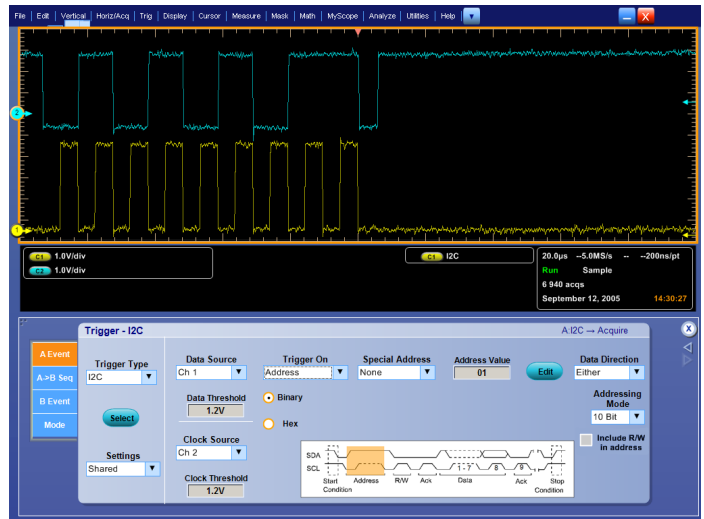 File | Edit | Vertical | Horiz/Acq | Trig | Display | Cursor | Measure | Mask | Math | MyScope | Analyze | Utilities | Help | X
2
1
C1 1.0V/div
C2 1.0V/div
C1 I2C
20.0µs --5.0MS/s -- --200ns/pt
Run Sample
6 940 acqs
September 12, 2005 14:30:27
Trigger - I2C A:I2C → Acquire X
A Event
A->B Seq
B Event
Mode
Trigger Type
I2C
Select
Settings
Shared
Data Source
Ch 1
Data Threshold
1.2V
Clock Source
Ch 2
Clock Threshold
1.2V
Trigger On
Address
Binary
Hex
Special Address
None
Address Value
01
Edit
Data Direction
Either
Addressing
Mode
10 Bit
Include R/W
in address
SDA
SCL
1 - 7 8 9
Start
Condition
Address R/W Ack Data Ack
Stop
Condition